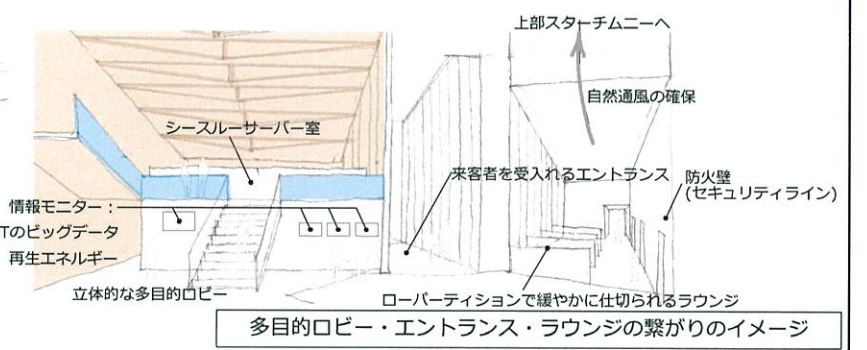 上部スターチムニーへ
自然通風の確保
シースルーサーバー室
来客者を受入れるエントランス
防火壁
(セキュリティライン)
情報モニター:
Tのビッグデータ
再生エネルギー
立体的な多目的ロビー
ローパーティションで緩やかに仕切られるラウンジ
多目的ロビー・エントランス・ラウンジの繋がりのイメージ